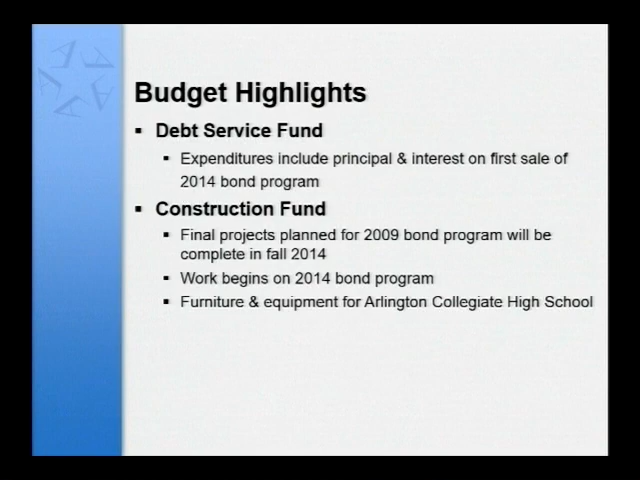 Budget Highlights
▪ Debt Service Fund
▪ Expenditures include principal & interest on first sale of
2014 bond program
▪ Construction Fund
▪ Final projects planned for 2009 bond program will be
complete in fall 2014
▪ Work begins on 2014 bond program
▪ Furniture & equipment for Arlington Collegiate High School